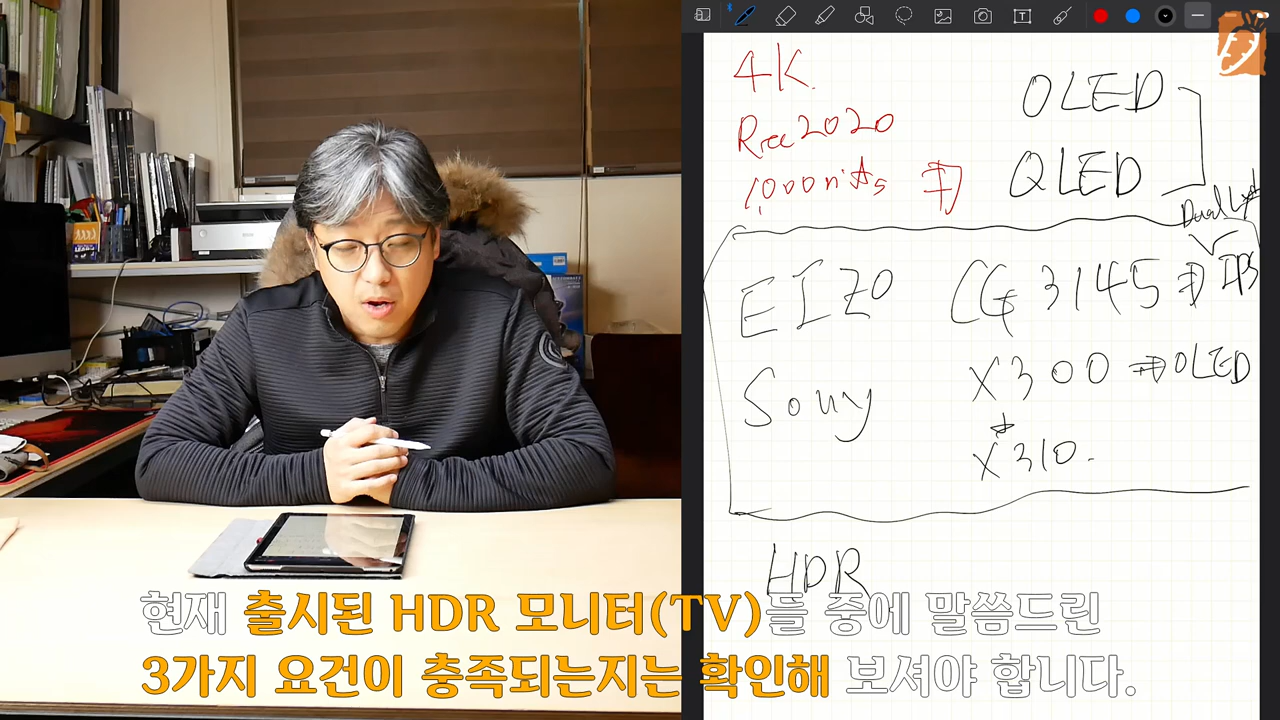 4K.
OLED
Rec2020
1,000nits
QLED
EIZO CG3145 IPS
Sony X300 OLED
X310.
HDR
현재 출시된 HDR 모니터(TV)들 중에 말씀드린
3가지 요건이 충족되는지는 확인해 보셔야 합니다.